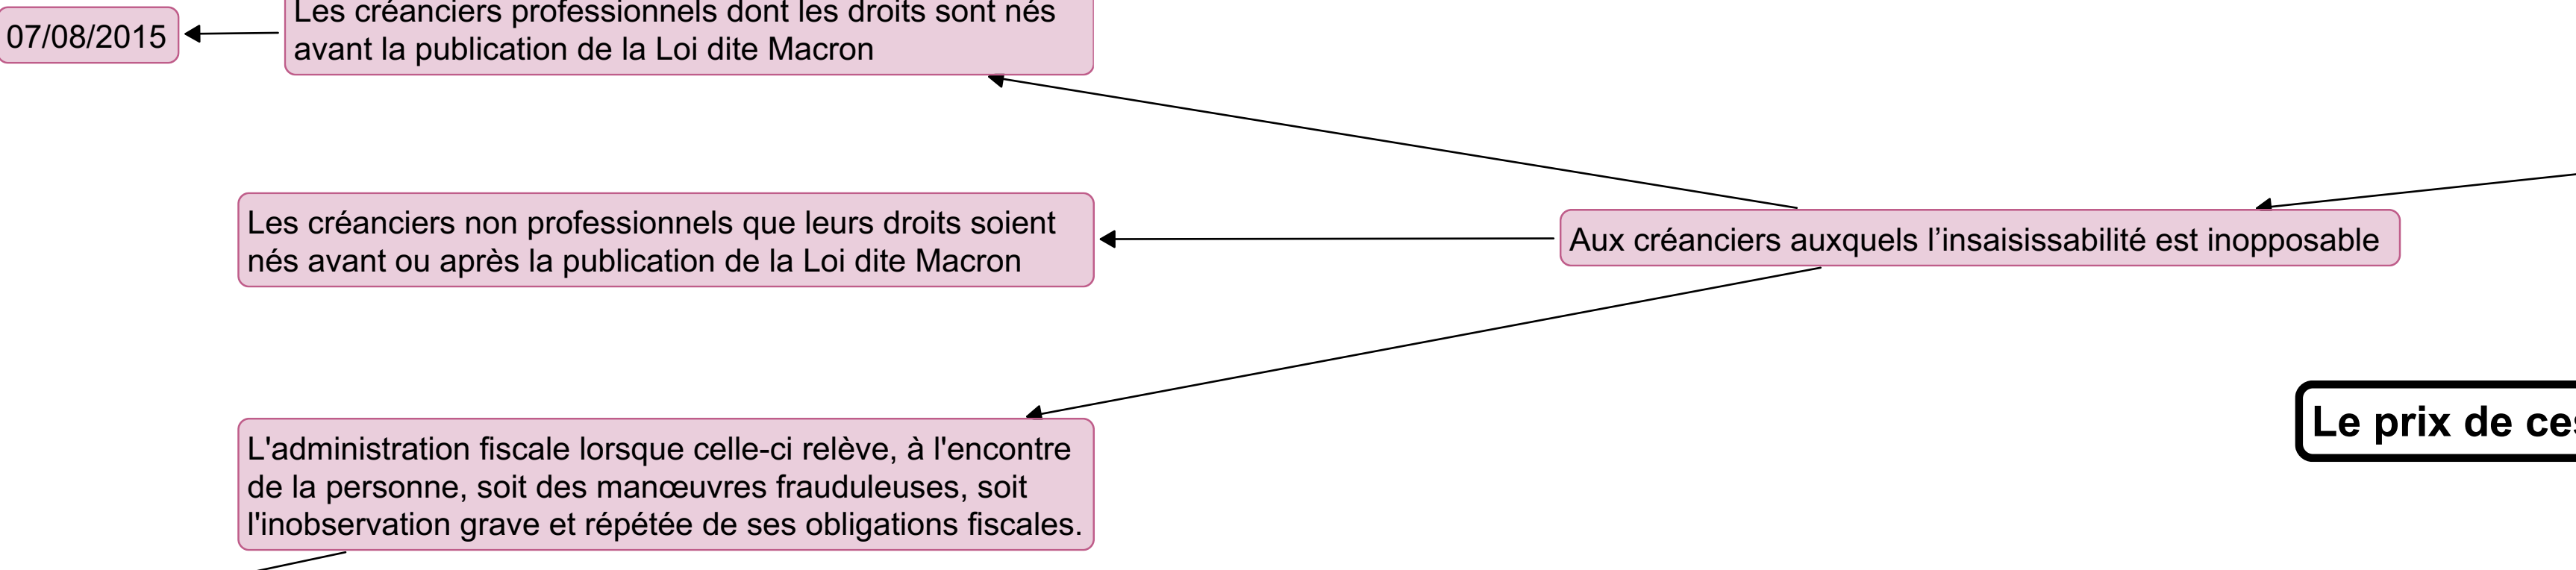 Les créanciers professionnels dont les droits sont nés
avant la publication de la Loi dite Macron
07/08/2015
Les créanciers non professionnels que leurs droits soient
nés avant ou après la publication de la Loi dite Macron
Aux créanciers auxquels l’insaisissabilité est inopposable
Le prix de
L'administration fiscale lorsque celle-ci relève, à l'encontre
de la personne, soit des manœuvres frauduleuses, soit
l'inobservation grave et répétée de ses obligations fiscales.